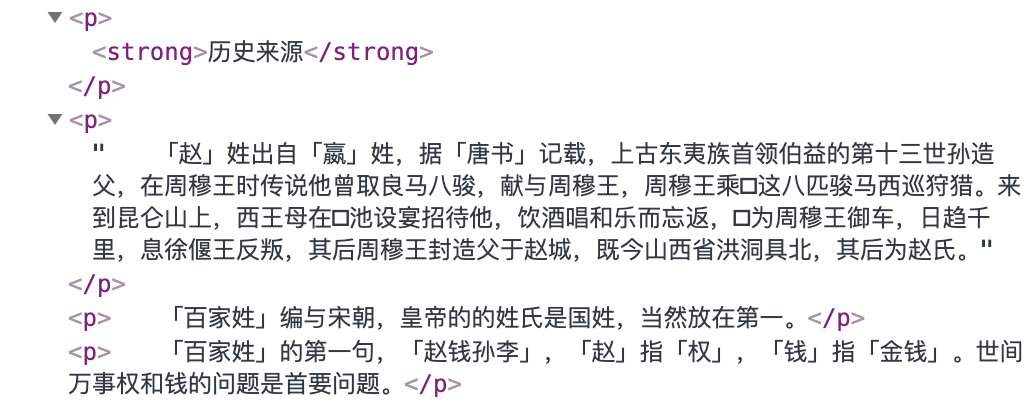 ▼<p>
<strong>历史来源</strong>
</p>
▼<p>
"　　「赵」姓出自「嬴」姓，据「唐书」记载，上古东夷族首领伯益的第十三世孙造
父，在周穆王时传说他曾取良马八骏，献与周穆王，周穆王乘□这八匹骏马西巡狩猎。来
到昆仑山上，西王母在□池设宴招待他，饮酒唱和乐而忘返，□为周穆王御车，日趋千
里，息徐偃王反叛，其后周穆王封造父于赵城，既今山西省洪洞具北，其后为赵氏。"
</p>
<p>　　「百家姓」编与宋朝，皇帝的的姓氏是国姓，当然放在第一。</p>
<p>　　「百家姓」的第一句，「赵钱孙李」，「赵」指「权」，「钱」指「金钱」。世间
万事权和钱的问题是首要问题。</p>